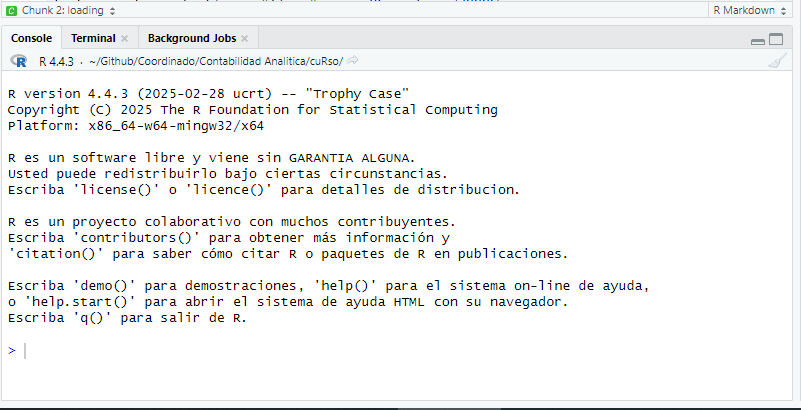 Chunk 2: loading
R Markdown
Console Terminal Background Jobs
R 4.4.3 · ~/Github/Coordinado/Contabilidad Analitica/cuRso/
R version 4.4.3 (2025-02-28 ucrt) -- "Trophy Case"
Copyright (C) 2025 The R Foundation for Statistical Computing
Platform: x86_64-w64-mingw32/x64
R es un software libre y viene sin GARANTIA ALGUNA.
Usted puede redistribuirlo bajo ciertas circunstancias.
Escriba 'license()' o 'licence()' para detalles de distribucion.
R es un proyecto colaborativo con muchos contribuyentes.
Escriba 'contributors()' para obtener más información y
'citation()' para saber cómo citar R o paquetes de R en publicaciones.
Escriba 'demo()' para demostraciones, 'help()' para el sistema on-line de ayuda,
o 'help.start()' para abrir el sistema de ayuda HTML con su navegador.
Escriba 'q()' para salir de R.
>